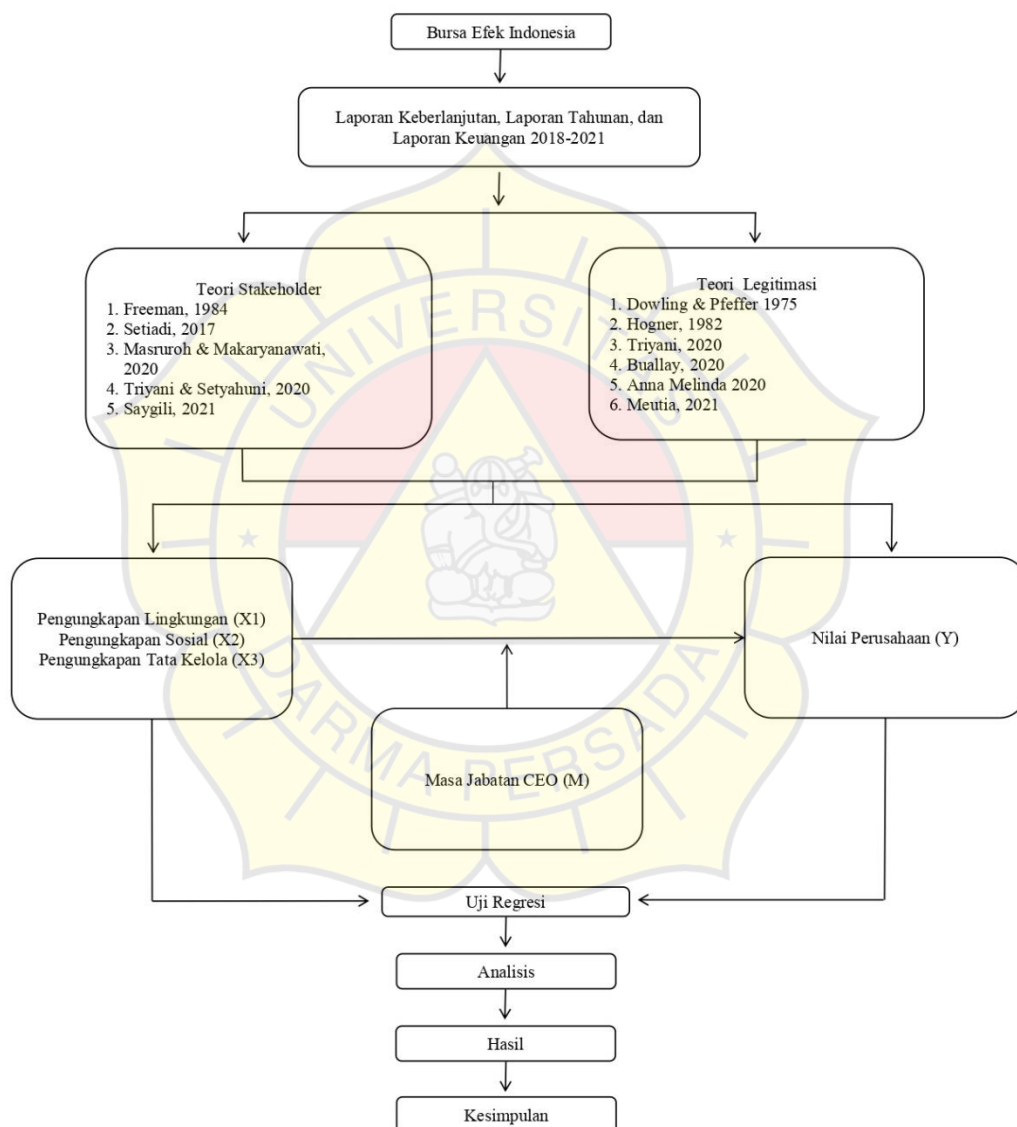 Bursa Efek Indonesia
Laporan Keberlanjutan, Laporan Tahunan, dan
Laporan Keuangan 2018-2021
Teori Stakeholder
1. Freeman, 1984
2. Setiadi, 2017
3. Masruroh & Makaryanawati,
2020
4. Triyani & Setyahuni, 2020
5. Saygili, 2021
Teori  Legitimasi
1. Dowling & Pfeffer 1975
2. Hogner, 1982
3. Triyani, 2020
4. Buallay, 2020
5. Anna Melinda 2020
6. Meutia, 2021
UNIVERSITAS
Pengungkapan Lingkungan (X1)
Pengungkapan Sosial (X2)
Pengungkapan Tata Kelola (X3)
Nilai Perusahaan (Y)
DARMA PERSADA
Masa Jabatan CEO (M)
Uji Regresi
Analisis
Hasil
Kesimpulan